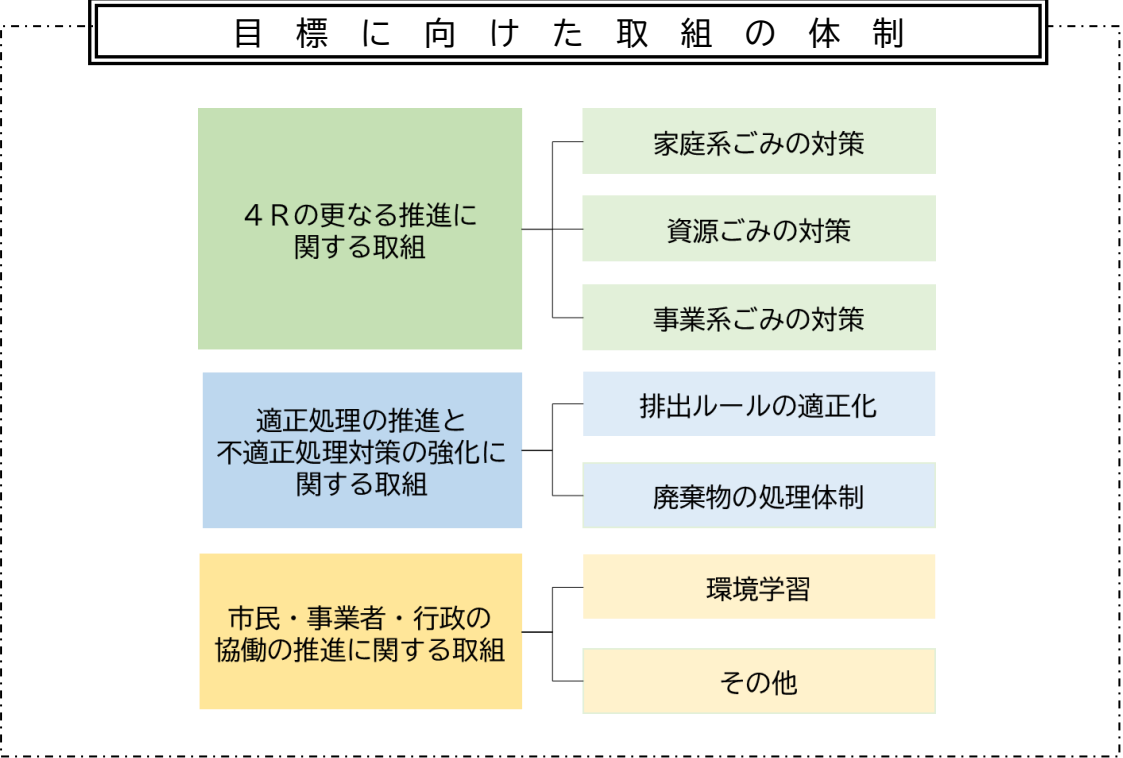 目標に向けた取組の体制
４Ｒの更なる推進に
関する取組
家庭系ごみの対策
資源ごみの対策
事業系ごみの対策
適正処理の推進と
不適正処理対策の強化に
関する取組
排出ルールの適正化
廃棄物の処理体制
市民・事業者・行政の
協働の推進に関する取組
環境学習
その他